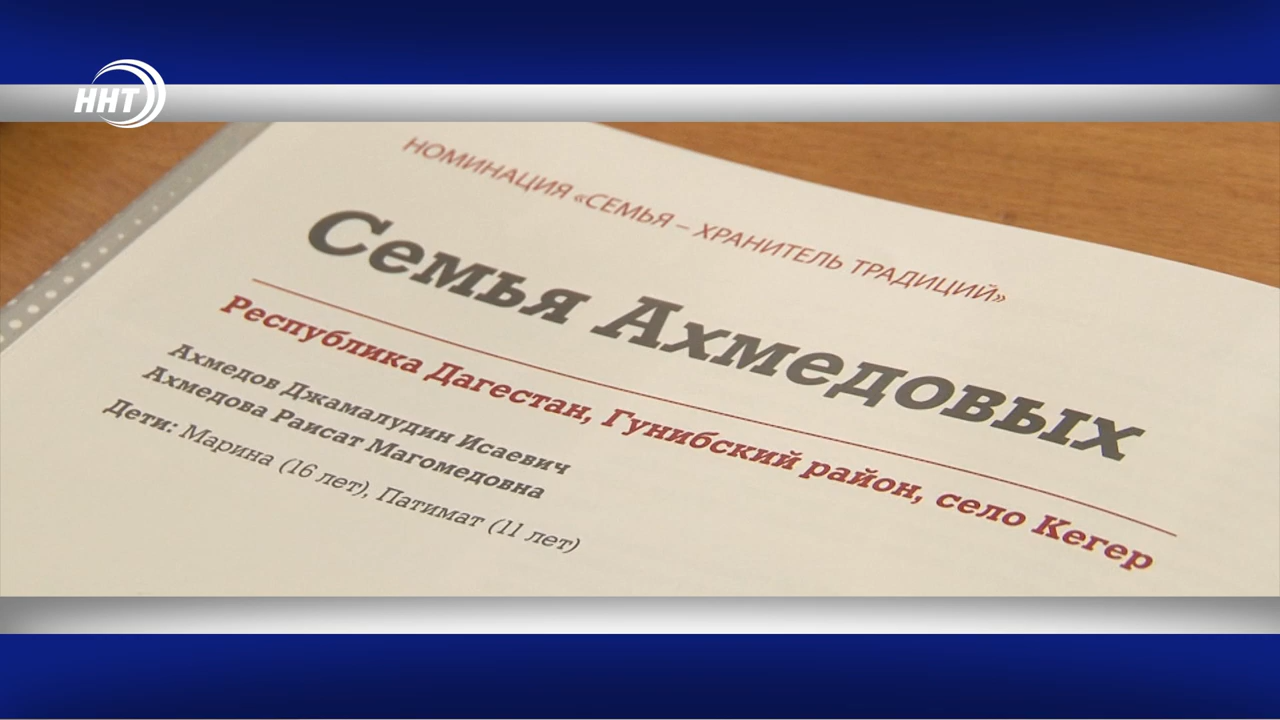 ННТ
НОМИНАЦИЯ «СЕМЬЯ – ХРАНИТЕЛЬ ТРАДИЦИЙ»
Семья Ахмедовых
Республика Дагестан, Гунибский район, село Кегер
Ахмедов Джамалудин Исаевич
Ахмедова Раисат Магомедовна
Дети: Марина (16 лет), Патимат (11 лет)